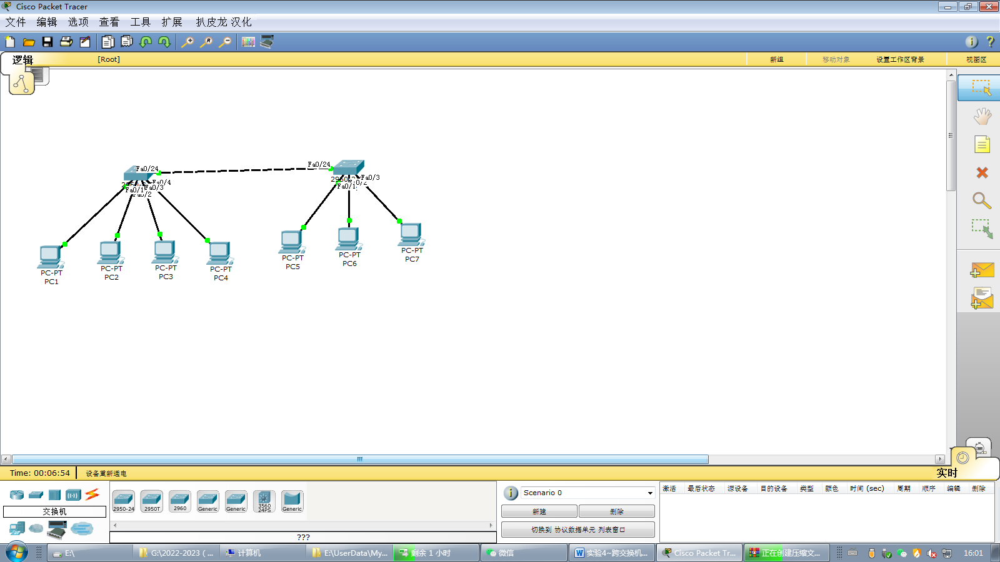 Cisco Packet Tracer
文件 编辑 选项 查看 工具 扩展 扒皮龙 汉化
逻辑 [Root] 新组 移动对象 设置工作区背景 视图区
Fa0/24 Fa0/24
Fa0/4 Fa0/3
Fa0/1 Fa0/3 Fa0/1
Fa0/2
PC-PT PC1
PC-PT PC2
PC-PT PC3
PC-PT PC4
PC-PT PC5
PC-PT PC6
PC-PT PC7
Time: 00:06:54 设备重新通电
实时
交换机
2950-24 2950T 2960 Generic Generic 3560 24PS Generic
???
Scenario 0
新建 删除
切换到 协议数据单元 列表窗口
激活 最后状态 源设备 目的设备 类型 颜色 时间 (sec) 周期 顺序 编辑 删除
E:\ G:\2022-2023 ( ... 计算机 E:\UserData\My... 剩余 1 小时 微信 实验4~跨交换机... Cisco Packet Tr... 正在创建压缩文... 16:01